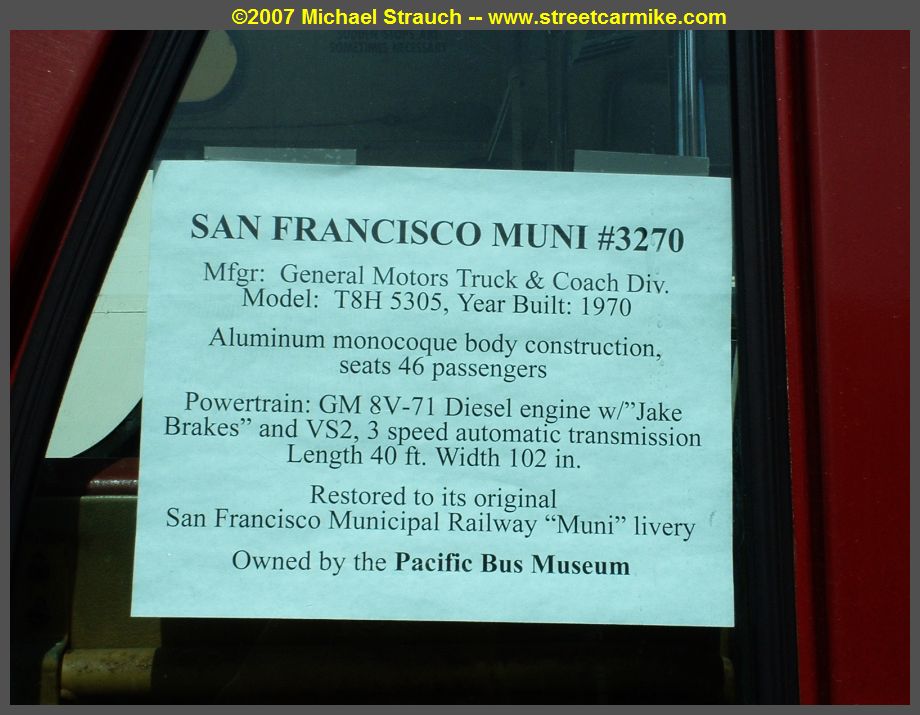 ©2007 Michael Strauch -- www.streetcarmike.com
SOMETIMES NECESSARY
SAN FRANCISCO MUNI #3270
Mfgr: General Motors Truck & Coach Div.
Model: T8H 5305, Year Built: 1970
Aluminum monocoque body construction,
seats 46 passengers
Powertrain: GM 8V-71 Diesel engine w/”Jake
Brakes” and VS2, 3 speed automatic transmission
Length 40 ft. Width 102 in.
Restored to its original
San Francisco Municipal Railway “Muni” livery
Owned by the Pacific Bus Museum